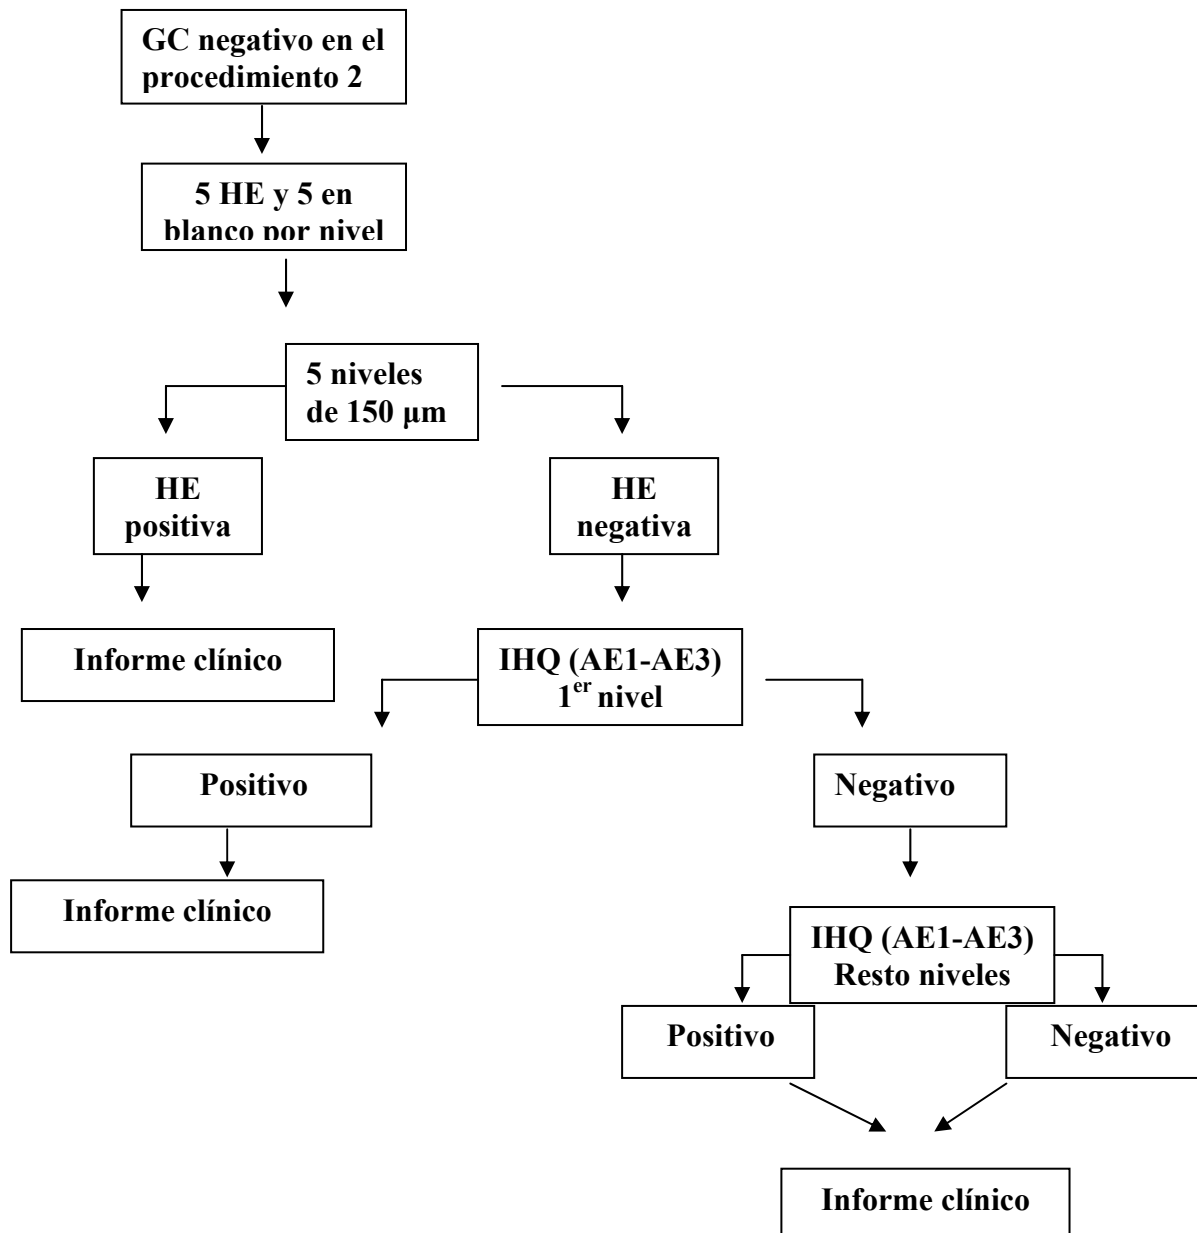 GC negativo en el
procedimiento 2
5 HE y 5 en
blanco por nivel
5 niveles
de 150 µm
HE
positiva
HE
negativa
Informe clínico
IHQ (AE1-AE3)
1er nivel
Positivo
Negativo
Informe clínico
IHQ (AE1-AE3)
Resto niveles
Positivo
Negativo
Informe clínico